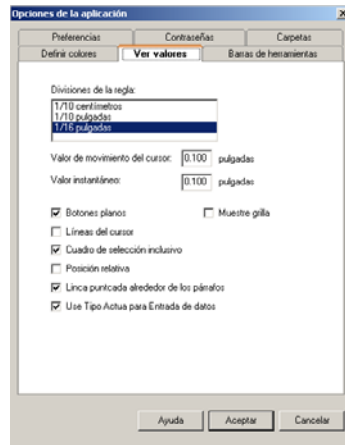 Opciones de la aplicación
Preferencias Contraseñas Carpetas
Definir colores Ver valores Barras de herramientas
Divisiones de la regla:
1/10 centímetros
1/10 pulgadas
1/16 pulgadas
Valor de movimiento del cursor: 0.100 pulgadas
Valor instantáneo: 0.100 pulgadas
Botones planos Muestre grilla
Líneas del cursor
Cuadro de selección inclusivo
Posición relativa
Linca puntcada alrededor de los párrafos
Use Tipo Actua para Entrada de datos
Ayuda Aceptar Cancelar